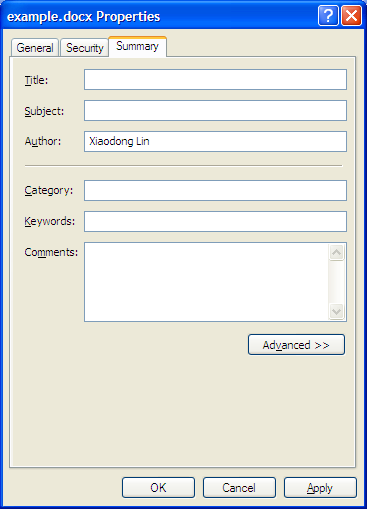 example.docx Properties
General Security Summary
Title:
Subject:
Author: Xiaodong Lin
Category:
Keywords:
Comments:
Advanced >>
OK Cancel Apply